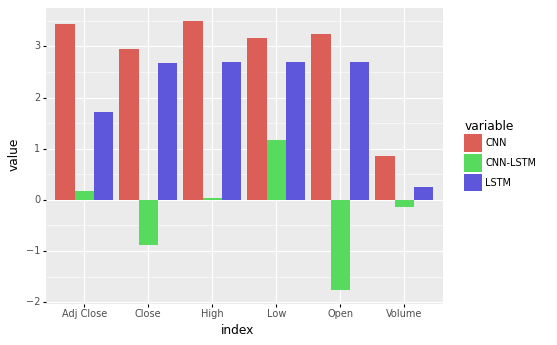 3
2
1
0
−1
−2
value
Adj Close Close High Low Open Volume
index
variable
CNN
CNN-LSTM
LSTM